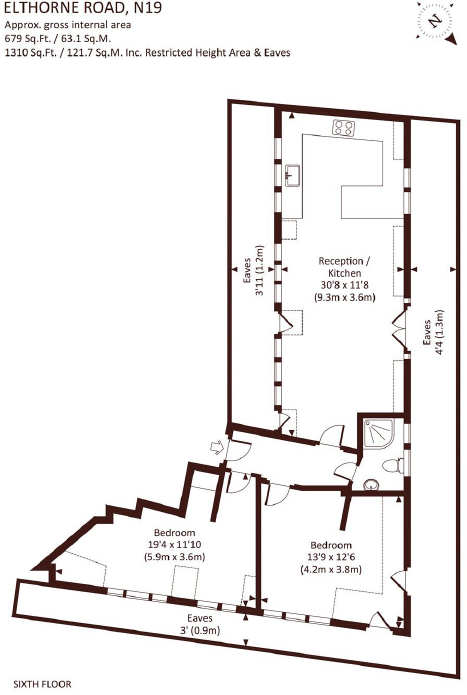 ELTHORNE ROAD, N19
Approx. gross internal area
679 Sq.Ft. / 63.1 Sq.M.
1310 Sq.Ft. / 121.7 Sq.M. Inc. Restricted Height Area & Eaves
N
Eaves
3'11 (1.2m)
Reception /
Kitchen
30'8 x 11'8
(9.3m x 3.6m)
Eaves
4'4 (1.3m)
Bedroom
19'4 x 11'10
(5.9m x 3.6m)
Bedroom
13'9 x 12'6
(4.2m x 3.8m)
Eaves
3' (0.9m)
SIXTH FLOOR